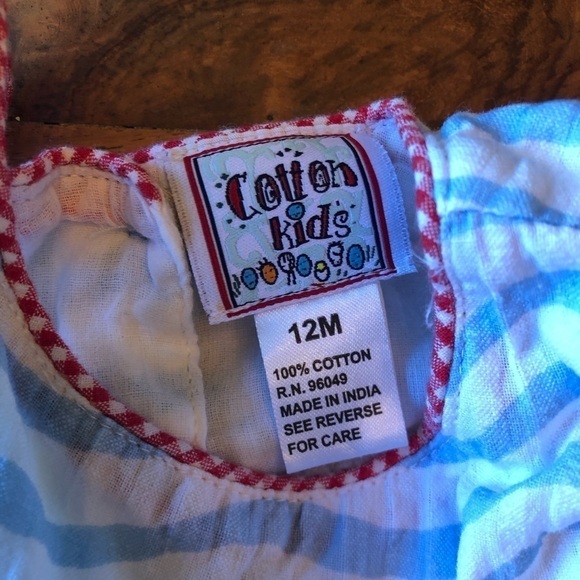 Cotton
kids
12M
100% COTTON
R.N. 96049
MADE IN INDIA
SEE REVERSE
FOR CARE